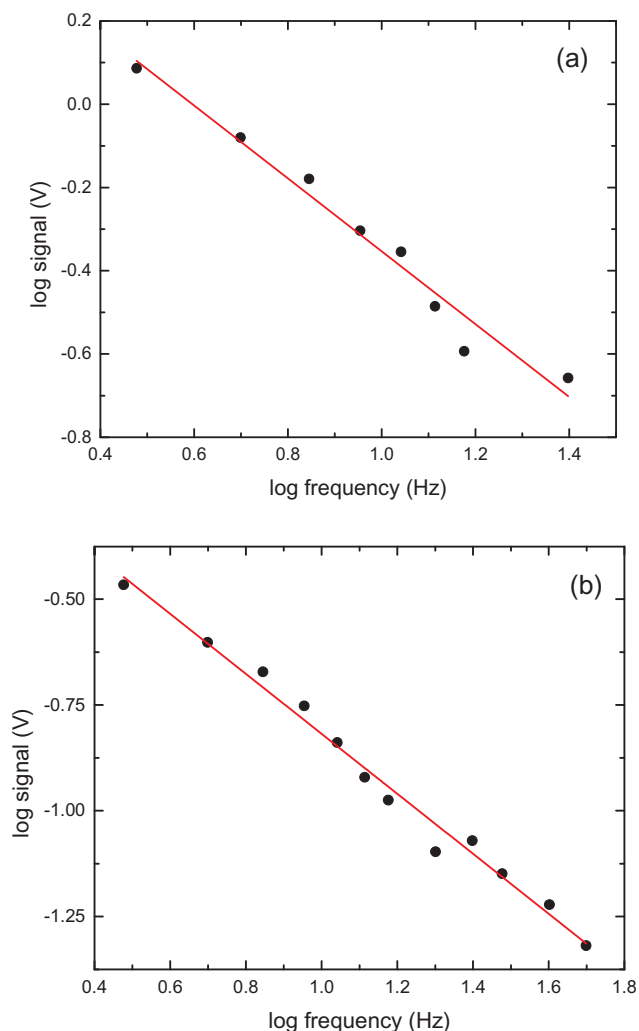 0.2
(a)
0.0
-0.2
-0.4
-0.6
-0.8
0.4 0.6 0.8 1.0 1.2 1.4
log signal (V)
log frequency (Hz)
(b)
-0.50
-0.75
-1.00
-1.25
0.4 0.6 0.8 1.0 1.2 1.4 1.6 1.8
log signal (V)
log frequency (Hz)